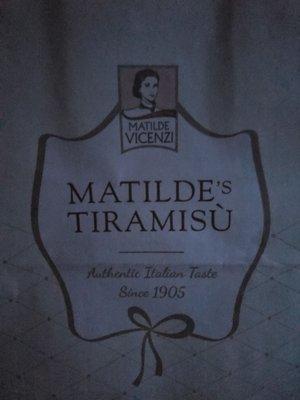 MATILDE
VICENZI
MATILDE'S
TIRAMISÙ
Authentic Italian Taste
Since 1905